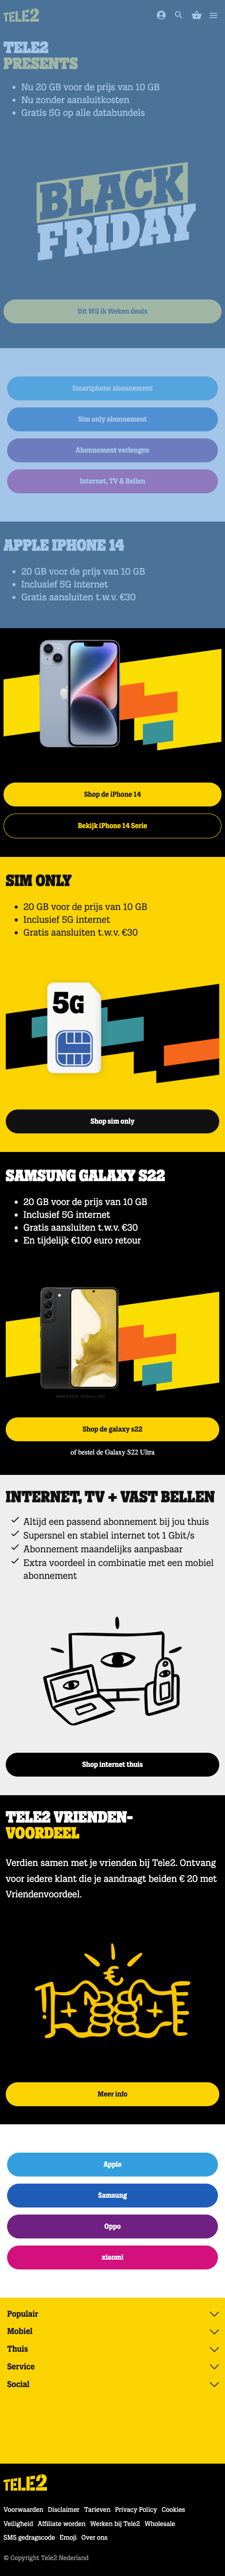 TELE2
TELE2
PRESENTS
Nu 20 GB voor de prijs van 10 GB
Nu zonder aansluitkosten
Gratis 5G op alle databundels
BLACK
FRIDAY
Dit Wil ik Weken deals
Smartphone abonnement
Sim only abonnement
Abonnement verlengen
Internet, TV & Bellen
APPLE IPHONE 14
20 GB voor de prijs van 10 GB
Inclusief 5G internet
Gratis aansluiten t.w.v. €30
Shop de iPhone 14
Bekijk iPhone 14 Serie
SIM ONLY
20 GB voor de prijs van 10 GB
Inclusief 5G internet
Gratis aansluiten t.w.v. €30
5G
Shop sim only
SAMSUNG GALAXY S22
20 GB voor de prijs van 10 GB
Inclusief 5G internet
Gratis aansluiten t.w.v. €30
En tijdelijk €100 euro retour
Shop de galaxy s22
of bestel de Galaxy S22 Ultra
INTERNET, TV + VAST BELLEN
Altijd een passend abonnement bij jou thuis
Supersnel en stabiel internet tot 1 Gbit/s
Abonnement maandelijks aanpasbaar
Extra voordeel in combinatie met een mobiel
abonnement
Shop internet thuis
TELE2 VRIENDEN-
VOORDEEL
Verdien samen met je vrienden bij Tele2. Ontvang
voor iedere klant die je aandraagt beiden € 20 met
Vriendenvoordeel.
€
Meer info
Apple
Samsung
Oppo
xiaomi
Populair
Mobiel
Thuis
Service
Social
TELE2
Voorwaarden Disclaimer Tarieven Privacy Policy Cookies
Veiligheid Affiliate worden Werken bij Tele2 Wholesale
SMS gedragscode Emoji Over ons
© Copyright Tele2 Nederland